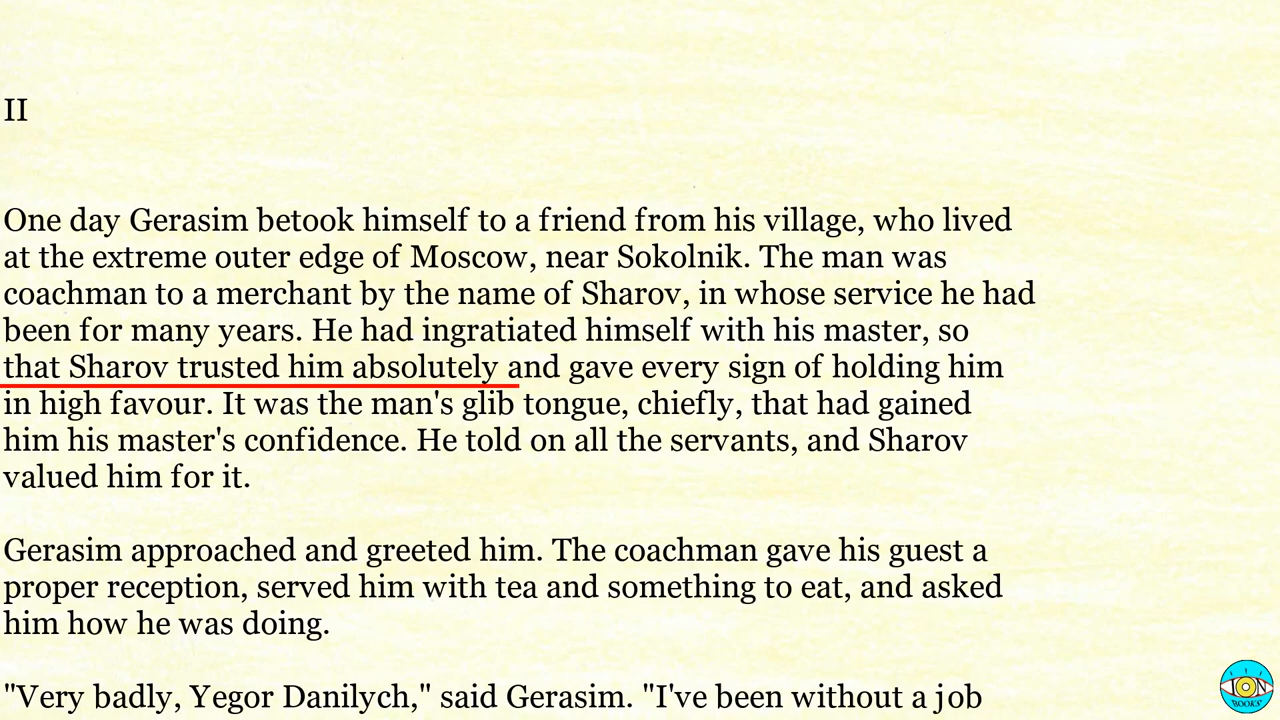 II
One day Gerasim betook himself to a friend from his village, who lived
at the extreme outer edge of Moscow, near Sokolnik. The man was
coachman to a merchant by the name of Sharov, in whose service he had
been for many years. He had ingratiated himself with his master, so
that Sharov trusted him absolutely and gave every sign of holding him
in high favour. It was the man's glib tongue, chiefly, that had gained
him his master's confidence. He told on all the servants, and Sharov
valued him for it.
Gerasim approached and greeted him. The coachman gave his guest a
proper reception, served him with tea and something to eat, and asked
him how he was doing.
"Very badly, Yegor Danilych," said Gerasim. "I've been without a job
I
ION
BOOKS